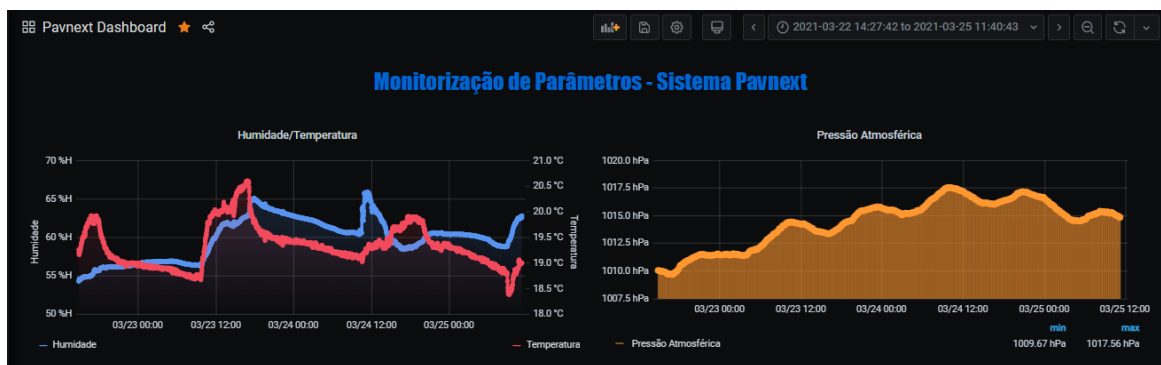 Pavnext Dashboard
2021-03-22 14:27:42 to 2021-03-25 11:40:43
Monitorização de Parâmetros - Sistema Pavnext
Humidade/Temperatura
70 %H
65 %H
60 %H
55 %H
50 %H
Humidade
21.0 °C
20.5 °C
20.0 °C
19.5 °C
19.0 °C
18.5 °C
18.0 °C
Temperatura
03/23 00:00 03/23 12:00 03/24 00:00 03/24 12:00 03/25 00:00
Humidade Temperatura
Pressão Atmosférica
1020.0 hPa
1017.5 hPa
1015.0 hPa
1012.5 hPa
1010.0 hPa
1007.5 hPa
03/23 00:00 03/23 12:00 03/24 00:00 03/24 12:00 03/25 00:00 03/25 12:00
min max
Pressão Atmosférica 1009.67 hPa 1017.56 hPa